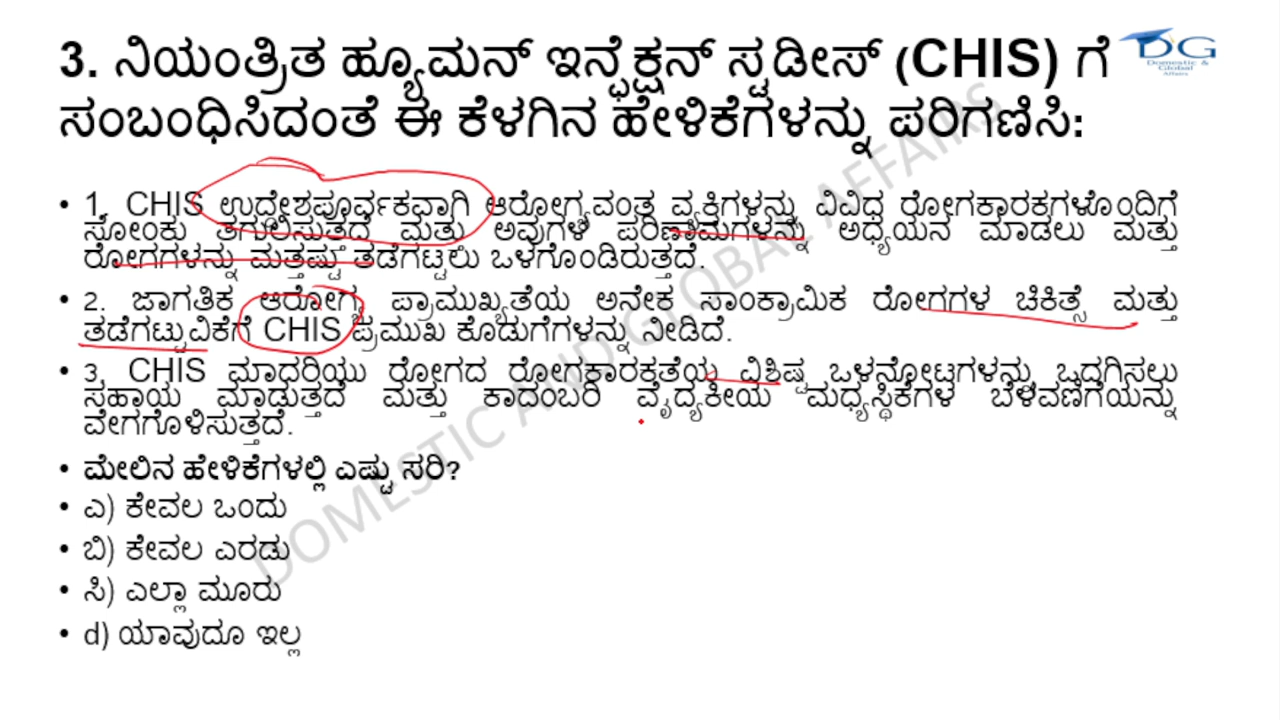 3. ನಿಯಂತ್ರಿತ ಹ್ಯೂಮನ್ ಇನ್ಫೆಕ್ಷನ್ ಸ್ಟಡೀಸ್ (CHIS) ಗೆ
DG
Domestic &
Global
Affairs
ಸಂಬಂಧಿಸಿದಂತೆ ಈ ಕೆಳಗಿನ ಹೇಳಿಕೆಗಳನ್ನು ಪರಿಗಣಿಸಿ:
• 1. CHIS ಉದ್ದೇಶಪೂರ್ವಕವಾಗಿ ಆರೋಗ್ಯವಂತ ವ್ಯಕ್ತಿಗಳನ್ನು ವಿವಿಧ ರೋಗಕಾರಕಗಳೊಂದಿಗೆ
ಸೋಂಕು ತಗುಲಿಸುತ್ತದೆ ಮತ್ತು ಅವುಗಳ ಪರಿಣಾಮಗಳನ್ನು ಅಧ್ಯಯನ ಮಾಡಲು ಮತ್ತು
ರೋಗಗಳನ್ನು ಮತ್ತಷ್ಟು ತಡೆಗಟ್ಟಲು ಒಳಗೊಂಡಿರುತ್ತದೆ.
• 2. ಜಾಗತಿಕ ಆರೋಗ್ಯ ಪ್ರಾಮುಖ್ಯತೆಯ ಅನೇಕ ಸಾಂಕ್ರಾಮಿಕ ರೋಗಗಳ ಚಿಕಿತ್ಸೆ ಮತ್ತು
ತಡೆಗಟ್ಟುವಿಕೆಗೆ CHIS ಪ್ರಮುಖ ಕೊಡುಗೆಗಳನ್ನು ನೀಡಿದೆ.
• 3. CHIS ಮಾದರಿಯು ರೋಗದ ರೋಗಕಾರಕತೆಯ ವಿಶಿಷ್ಟ ಒಳನೋಟಗಳನ್ನು ಒದಗಿಸಲು
ಸಹಾಯ ಮಾಡುತ್ತದೆ ಮತ್ತು ಕಾದಂಬರಿ ವೈದ್ಯಕೀಯ ಮಧ್ಯಸ್ಥಿಕೆಗಳ ಬೆಳವಣಿಗೆಯನ್ನು
ವೇಗಗೊಳಿಸುತ್ತದೆ.
• ಮೇಲಿನ ಹೇಳಿಕೆಗಳಲ್ಲಿ ಎಷ್ಟು ಸರಿ?
• ಎ) ಕೇವಲ ಒಂದು
• ಬಿ) ಕೇವಲ ಎರಡು
• ಸಿ) ಎಲ್ಲಾ ಮೂರು
• d) ಯಾವುದೂ ಇಲ್ಲ
DOMESTIC AND GLOBAL AFFAIRS